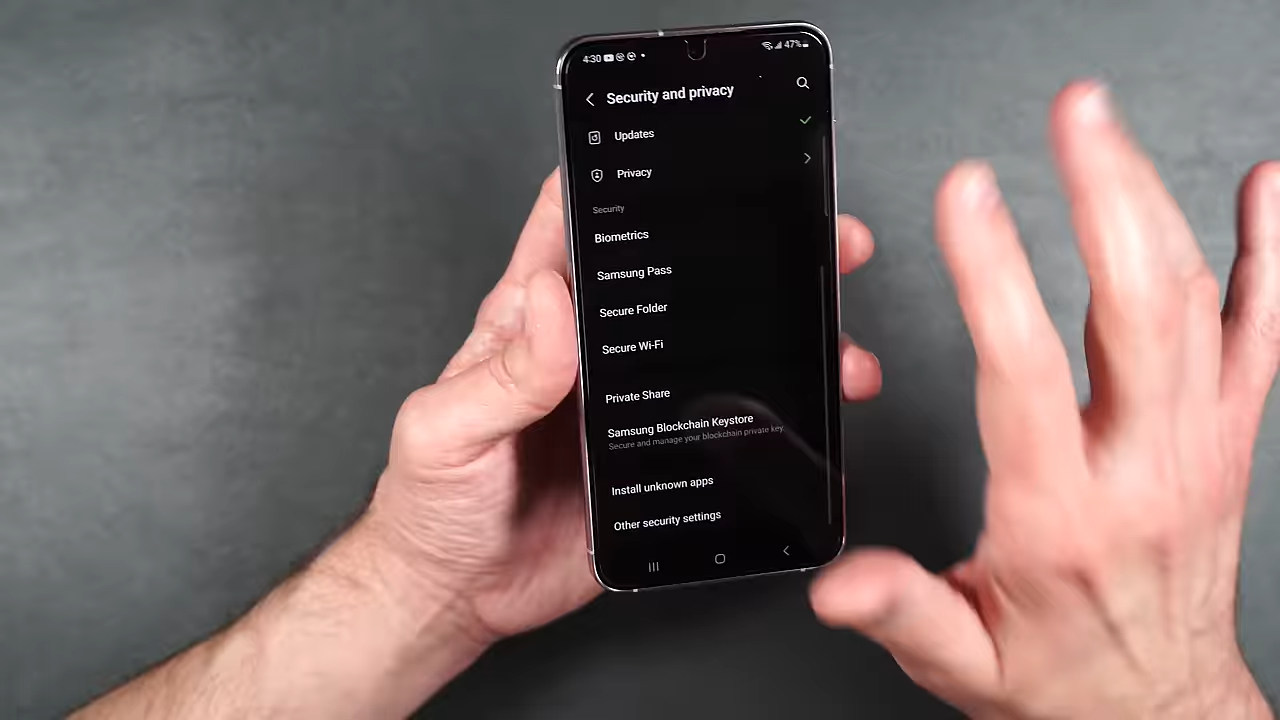 4:30 47%
Security and privacy
Updates
Privacy
Security
Biometrics
Samsung Pass
Secure Folder
Secure Wi-Fi
Private Share
Samsung Blockchain Keystore
Secure and manage your blockchain private key.
Install unknown apps
Other security settings